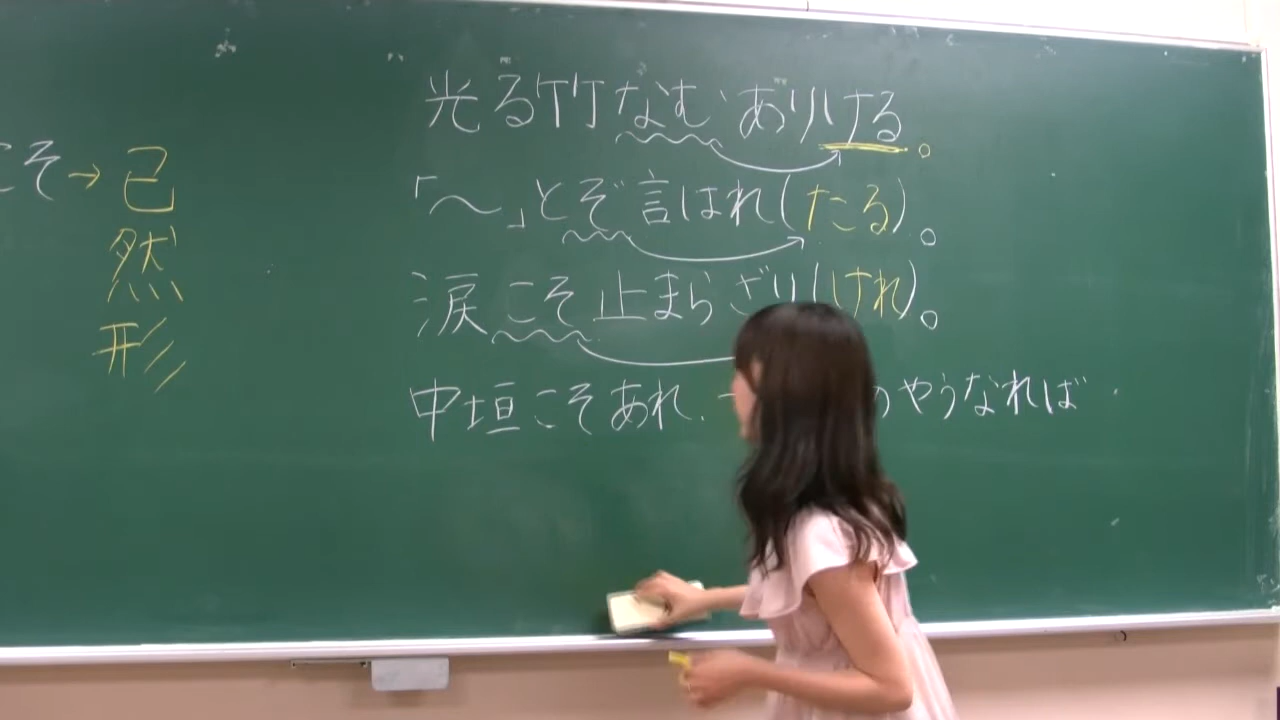 こそ→已然形
光る竹なむありける。
「〜」とぞ言はれ(たる)。
涙こそ止まらざり(けれ)。
中垣こそあれ、一 のやうなれば